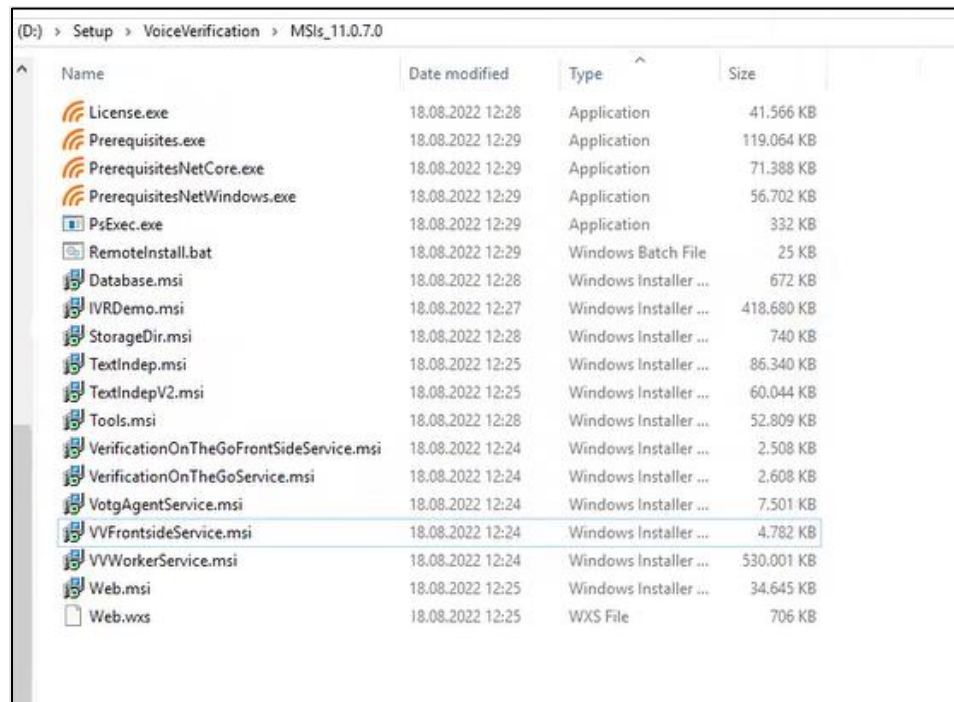 (D:) > Setup > VoiceVerification > MSIs_11.0.7.0
Name Date modified Type Size
License.exe 18.08.2022 12:28 Application 41.566 KB
Prerequisites.exe 18.08.2022 12:29 Application 119.064 KB
PrerequisitesNetCore.exe 18.08.2022 12:29 Application 71.388 KB
PrerequisitesNetWindows.exe 18.08.2022 12:29 Application 56.702 KB
PsExec.exe 18.08.2022 12:29 Application 332 KB
RemoteInstall.bat 18.08.2022 12:29 Windows Batch File 25 KB
Database.msi 18.08.2022 12:28 Windows Installer ... 672 KB
IVRDemo.msi 18.08.2022 12:27 Windows Installer ... 418.680 KB
StorageDir.msi 18.08.2022 12:28 Windows Installer ... 740 KB
TextIndep.msi 18.08.2022 12:25 Windows Installer ... 86.340 KB
TextIndepV2.msi 18.08.2022 12:25 Windows Installer ... 60.044 KB
Tools.msi 18.08.2022 12:28 Windows Installer ... 52.809 KB
VerificationOnTheGoFrontSideService.msi 18.08.2022 12:24 Windows Installer ... 2.508 KB
VerificationOnTheGoService.msi 18.08.2022 12:24 Windows Installer ... 2.608 KB
VotgAgentService.msi 18.08.2022 12:24 Windows Installer ... 7.501 KB
VVFrontsideService.msi 18.08.2022 12:24 Windows Installer ... 4.782 KB
VVWorkerService.msi 18.08.2022 12:24 Windows Installer ... 530.001 KB
Web.msi 18.08.2022 12:25 Windows Installer ... 34.645 KB
Web.wxs 18.08.2022 12:25 WXS File 706 KB